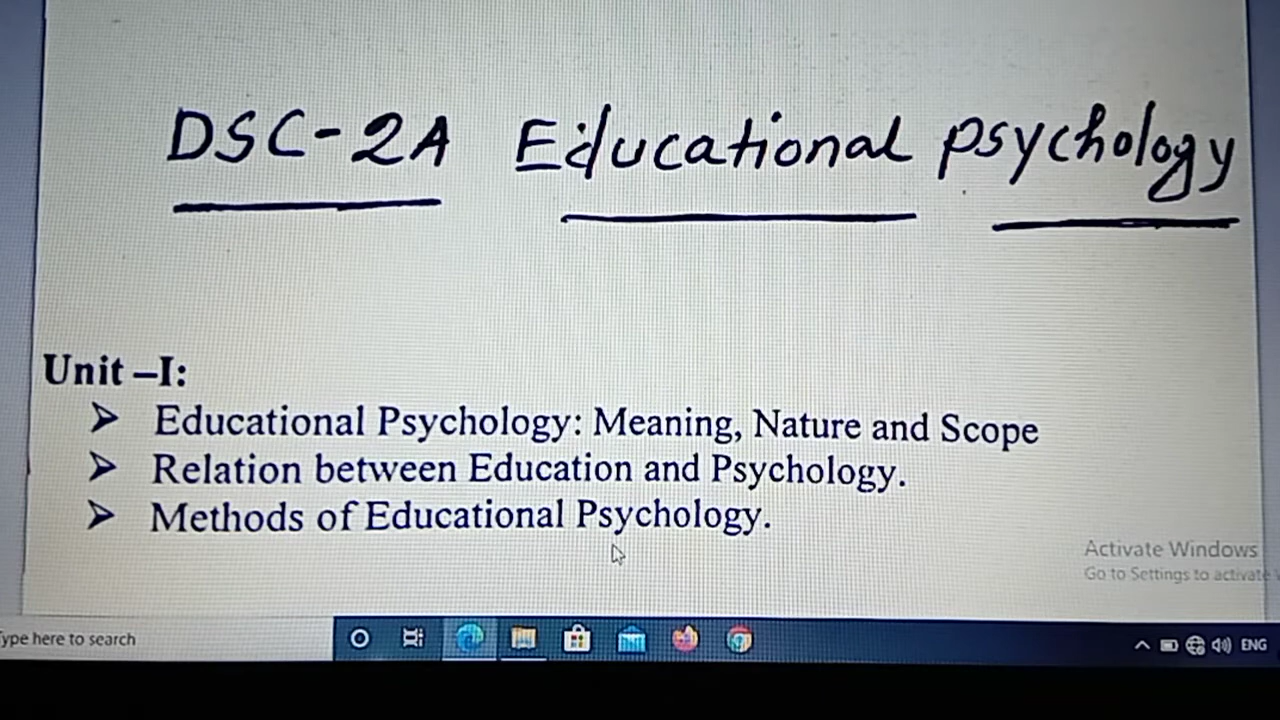 DSC-2A Educational psychology
Unit –I:
➤ Educational Psychology: Meaning, Nature and Scope
➤ Relation between Education and Psychology.
➤ Methods of Educational Psychology.
Activate Windows
Go to Settings to activate
ype here to search
ENG